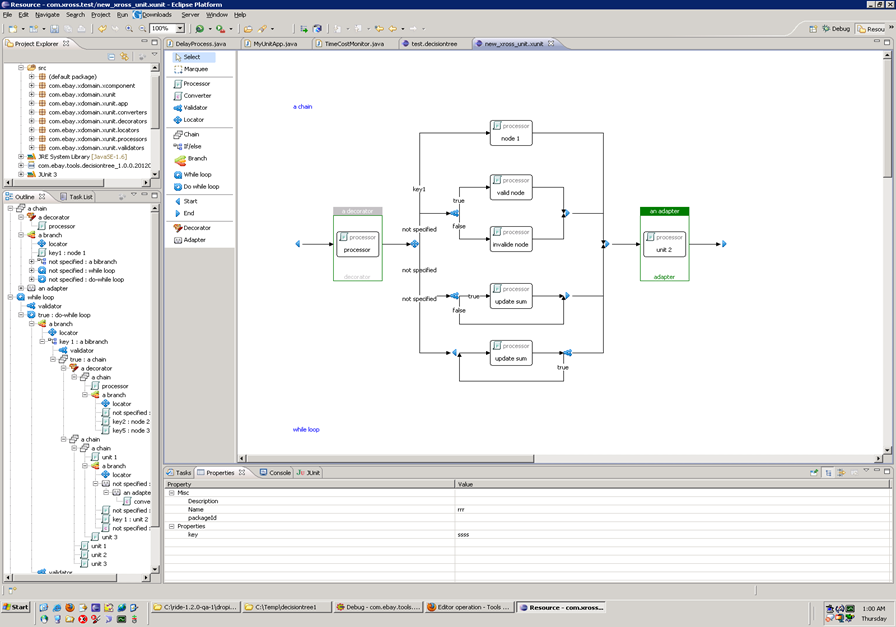 Resource - com.xross.test/new_xross_unit.xunit - Eclipse Platform
File Edit Navigate Search Project Run Downloads Server Window Help
100%
Debug
Resou
Project Explorer
src
(default package)
com.ebay.xdomain.xcomponent
com.ebay.xdomain.xunit
com.ebay.xdomain.xunit.app
com.ebay.xdomain.xunit.converters
com.ebay.xdomain.xunit.decorators
com.ebay.xdomain.xunit.locators
com.ebay.xdomain.xunit.processors
com.ebay.xdomain.xunit.validators
JRE System Library [JavaSE-1.6]
com.ebay.tools.decisiontree_1.0.0.2012
JUnit 3
Outline
Task List
a chain
a decorator
processor
a branch
locator
key1 : node 1
not specified : a bibranch
not specified : while loop
not specified : do-while loop
an adapter
while loop
validator
true : do-while loop
a branch
locator
key 1 : a bibranch
validator
true : a chain
a decorator
a chain
processor
a branch
locator
not specified :
key2 : node 2
key5 : node 3
a chain
a chain
unit 1
a branch
locator
not specified
an adapte
conve
not specified :
key 1 : unit 2
not specified :
unit 3
unit 1
unit 2
unit 3
validator
DelayProcess.java
MyUnitApp.java
TimeCostMonitor.java
test.decisiontree
new_xross_unit.xunit
Select
Marquee
Processor
Converter
Validator
Locator
Chain
If/else
Branch
While loop
Do while loop
Start
End
Decorator
Adapter
a chain
processor
node 1
key1
processor
valid node
true
false
processor
invalide node
a decorator
processor
processor
decorator
not specified
not specified
not specified
true
processor
update sum
false
processor
update sum
true
an adapter
processor
unit 2
adapter
while loop
Tasks
Properties
Console
JUnit
Property Value
Misc
Description
Name rrr
packageId
Properties
key ssss
Start
C:\ride-1.2.0-qa-1\dropi...
C:\Temp\decisiontree1
Debug - com.ebay.tools....
Editor operation - Tools ...
Resource - com.xross...
1:00 AM
Thursday